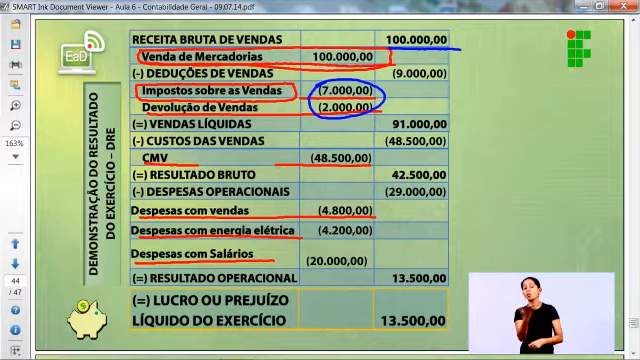 SMART Ink Document Viewer - Aula 6 - Contabilidade Geral - 09.07.14.pdf
EaD
DEMONSTRAÇÃO DO RESULTADO
DO EXERCÍCIO – DRE
RECEITA BRUTA DE VENDAS 100.000,00
Venda de Mercadorias 100.000,00
(-) DEDUÇÕES DE VENDAS (9.000,00)
Impostos sobre as Vendas (7.000,00)
Devolução de Vendas (2.000,00)
(=) VENDAS LÍQUIDAS 91.000,00
(-) CUSTOS DAS VENDAS (48.500,00)
CMV (48.500,00)
(=) RESULTADO BRUTO 42.500,00
(-) DESPESAS OPERACIONAIS (29.000,00)
Despesas com vendas (4.800,00)
Despesas com energia elétrica (4.200,00)
Despesas com Salários (20.000,00)
(=) RESULTADO OPERACIONAL 13.500,00
(=) LUCRO OU PREJUÍZO
LÍQUIDO DO EXERCÍCIO 13.500,00
163%
44
/ 47